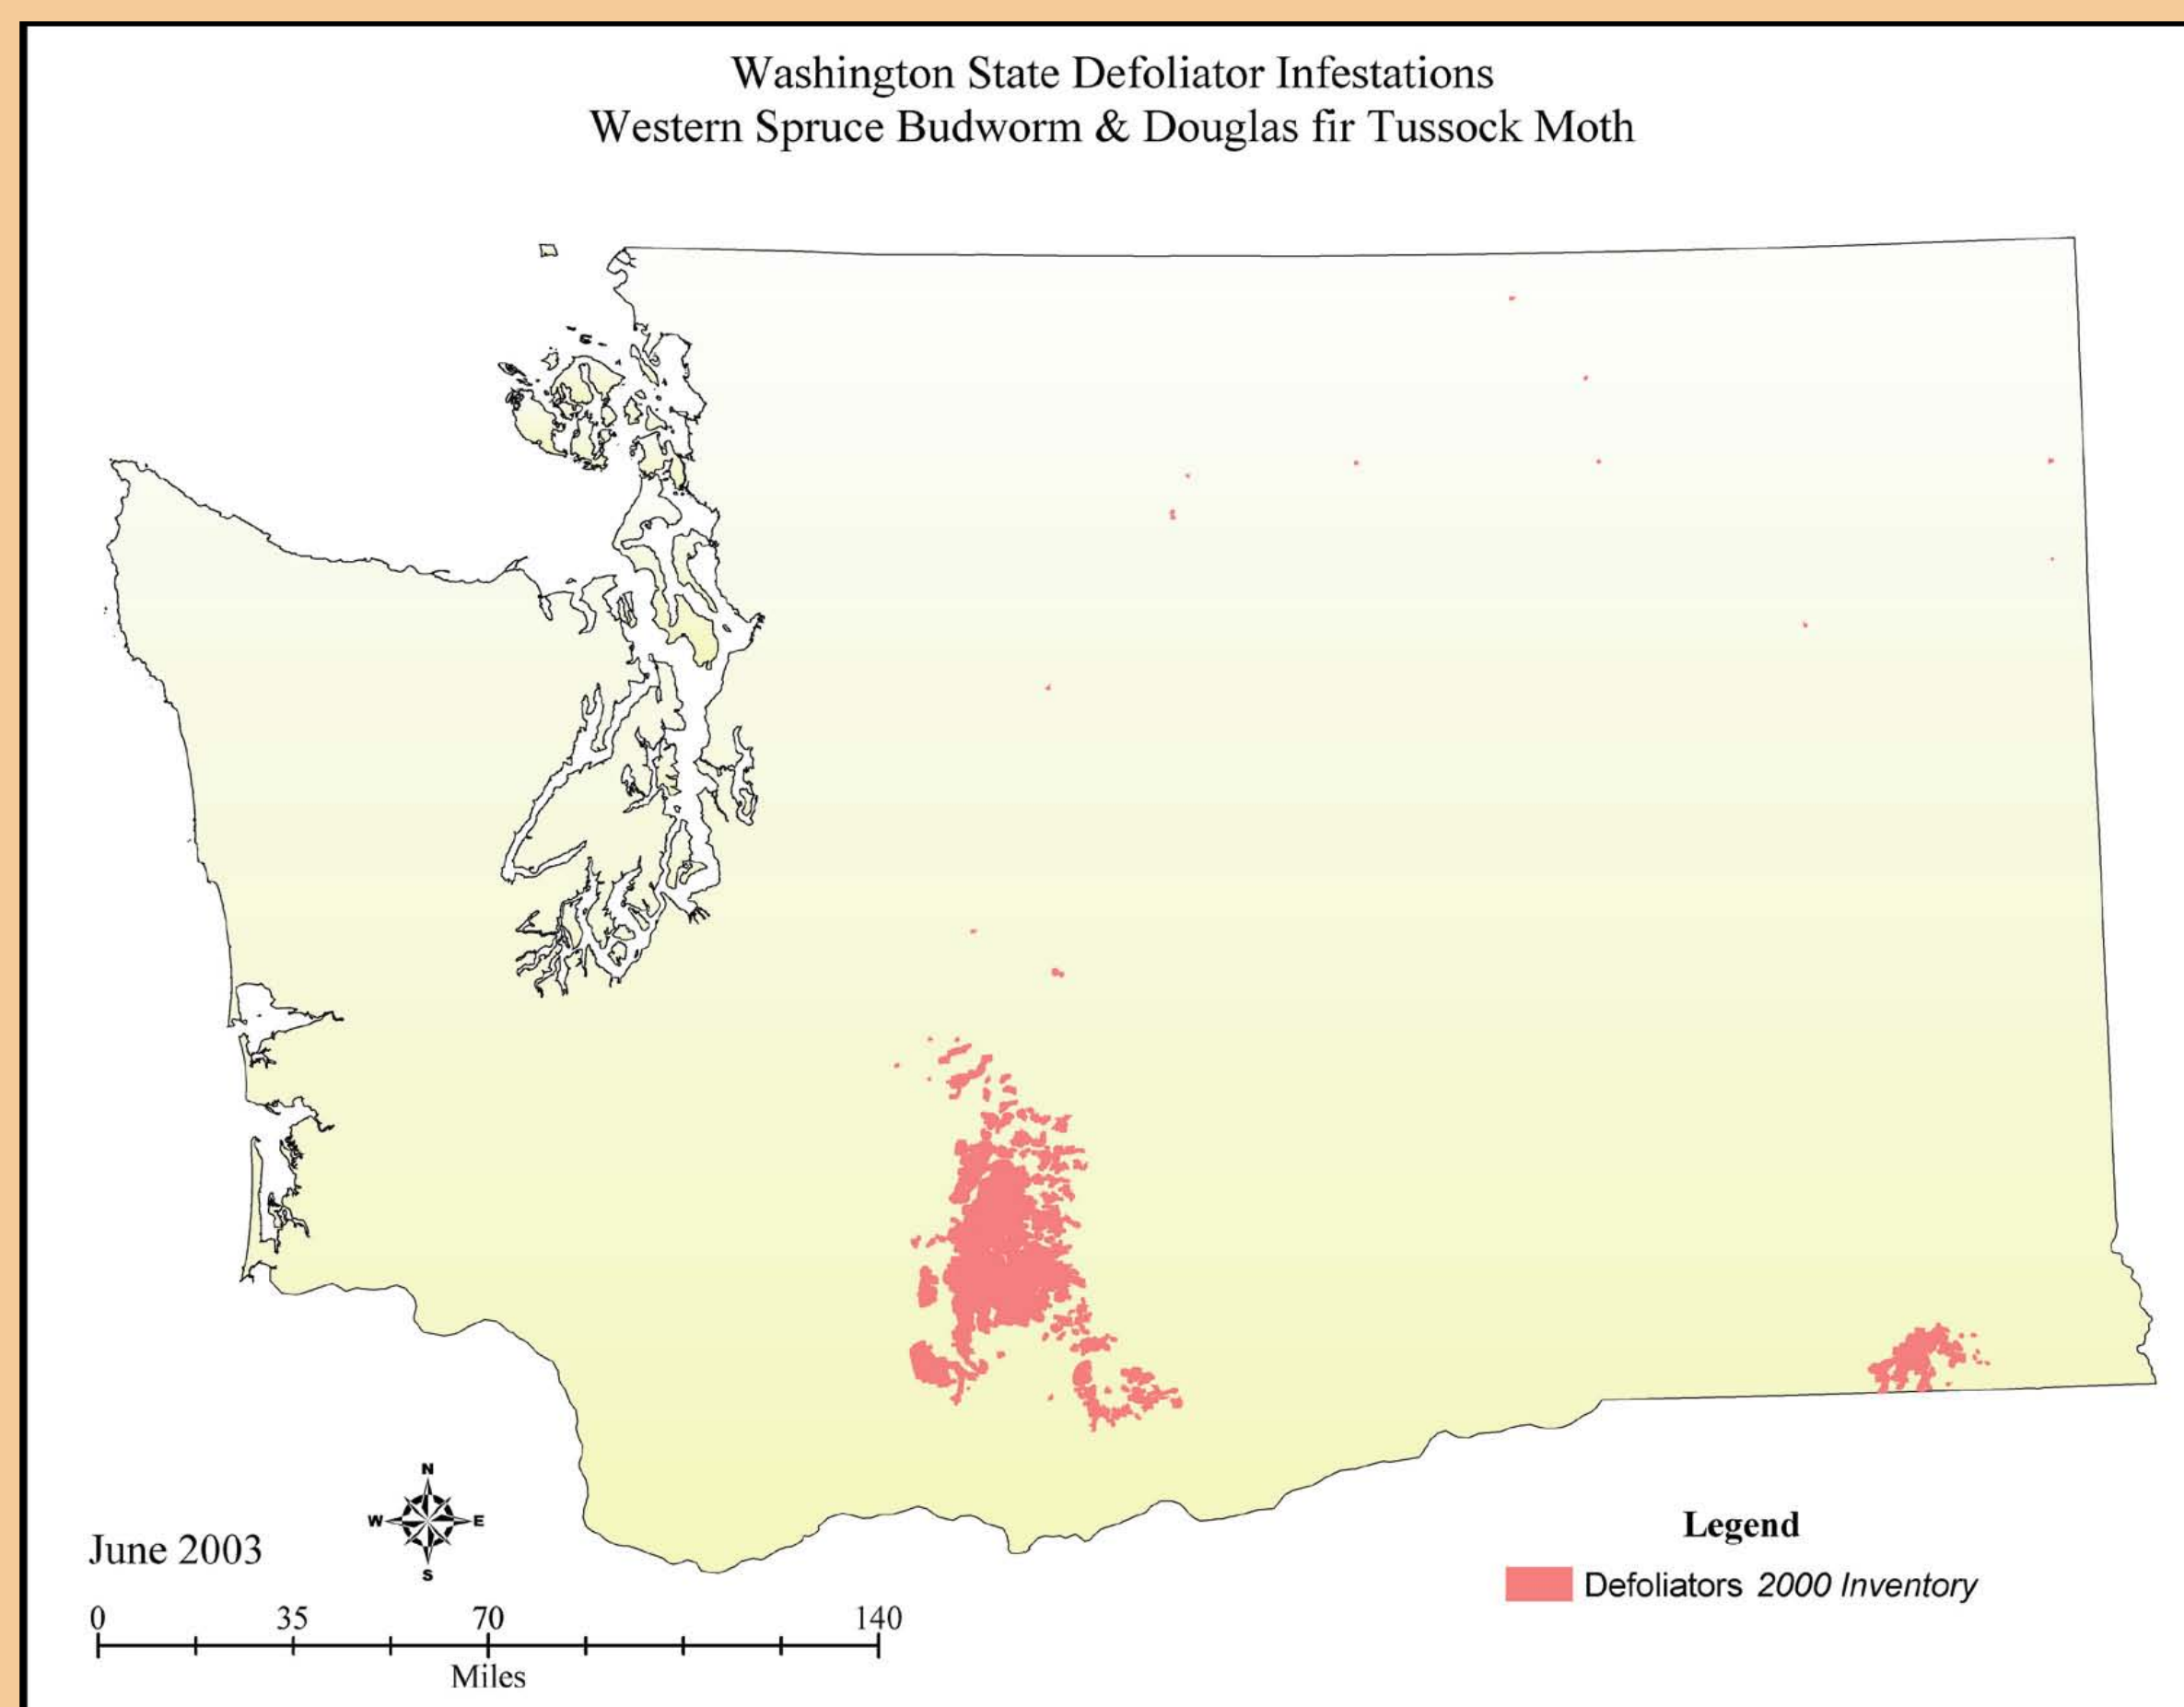 Washington State Defoliator Infestations
Western Spruce Budworm & Douglas fir Tussock Moth
N
W E
S
June 2003
0 35 70 140
Miles
Legend
Defoliators 2000 Inventory